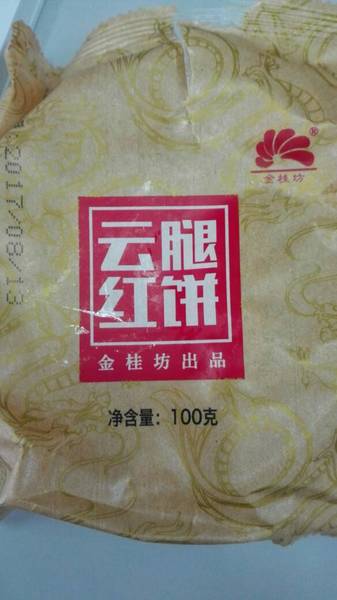 金桂坊
®
2017/08/13
云腿
红饼
金桂坊出品
净含量：100克